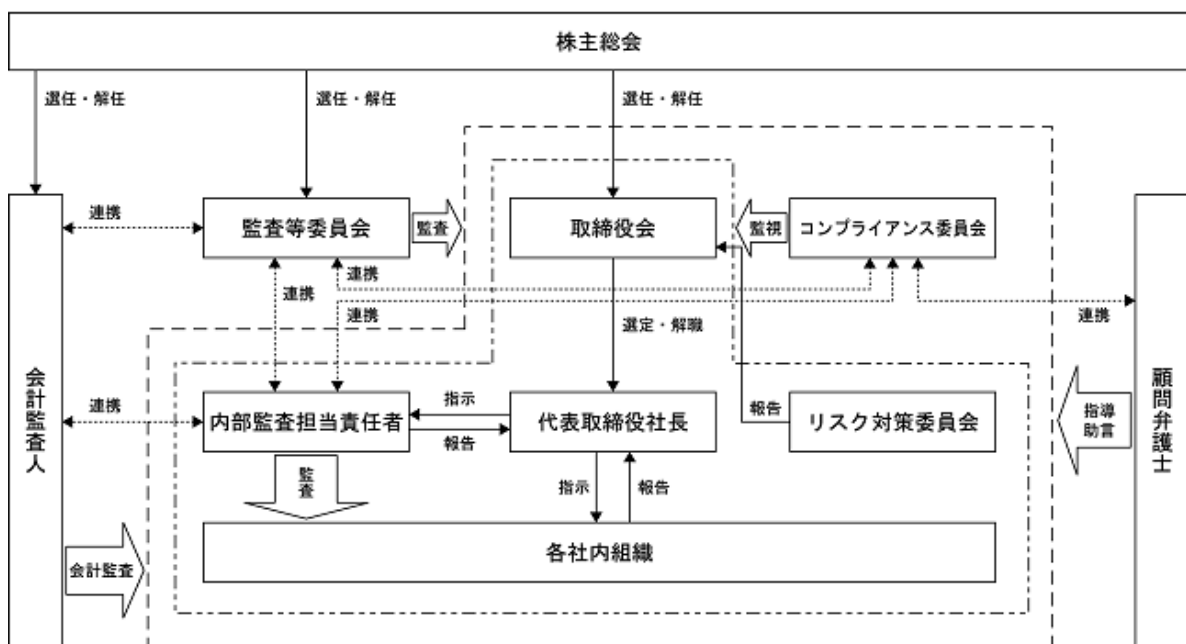 株主総会
選任・解任
選任・解任
選任・解任
連携
監査等委員会
監査
取締役会
監視
コンプライアンス委員会
連携
連携
連携
選定・解職
連携
会計監査人
連携
内部監査担当責任者
指示
報告
代表取締役社長
報告
リスク対策委員会
指導
助言
顧問弁護士
監査
指示
報告
各社内組織
会計監査